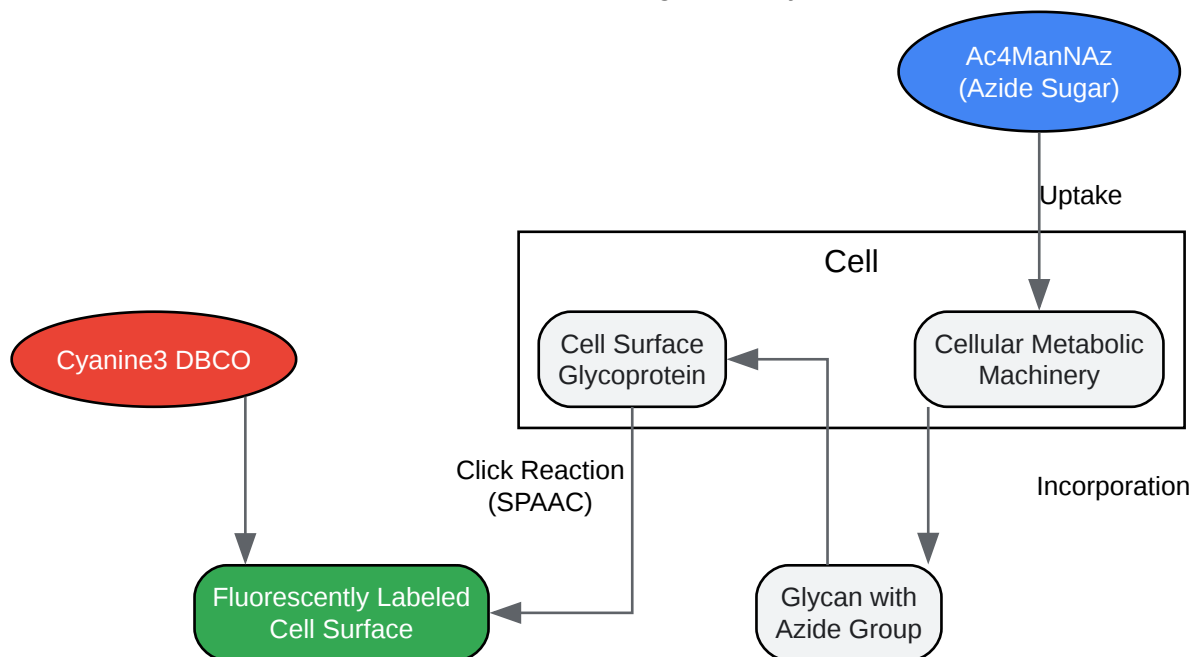 Ac4ManNAz
(Azide Sugar)
Uptake
Cell
Cyanine3 DBCO
Cell Surface
Glycoprotein
Cellular Metabolic
Machinery
Click Reaction
(SPAAC)
Incorporation
Fluorescently Labeled
Cell Surface
Glycan with
Azide Group